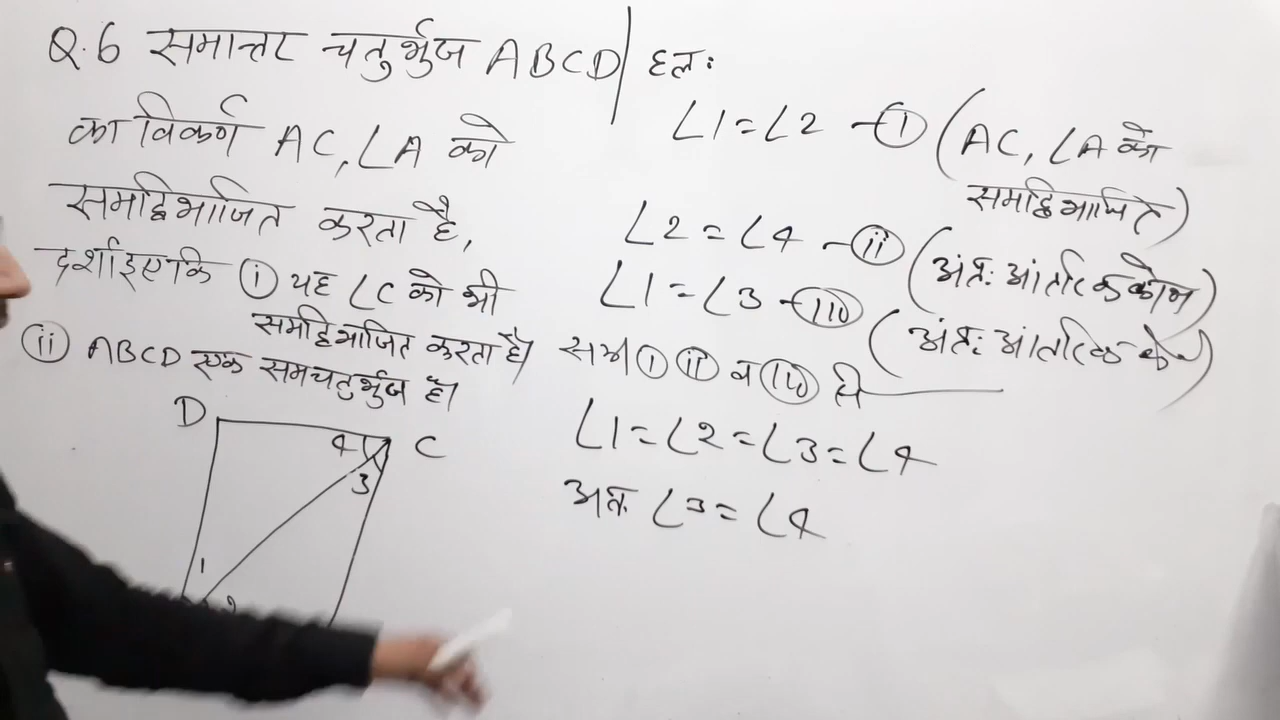 Q.6 समान्तर चतुर्भुज ABCD
का विकर्ण AC, ∠A को
समद्विभाजित करता है,
दर्शाइए कि (i) यह ∠C को भी
समद्विभाजित करता है।
(ii) ABCD एक समचतुर्भुज है।
D
C
4
3
1
2
हल:
∠1=∠2 - (i) (AC, ∠A को
समद्विभाजित)
∠2=∠4 - (ii) (अंत: आंतरिक कोण)
∠1=∠3 - (iii) (अंत: आंतरिक को)
(i) (ii) व (iii) से
∠1=∠2=∠3=∠4
अत: ∠3=∠4